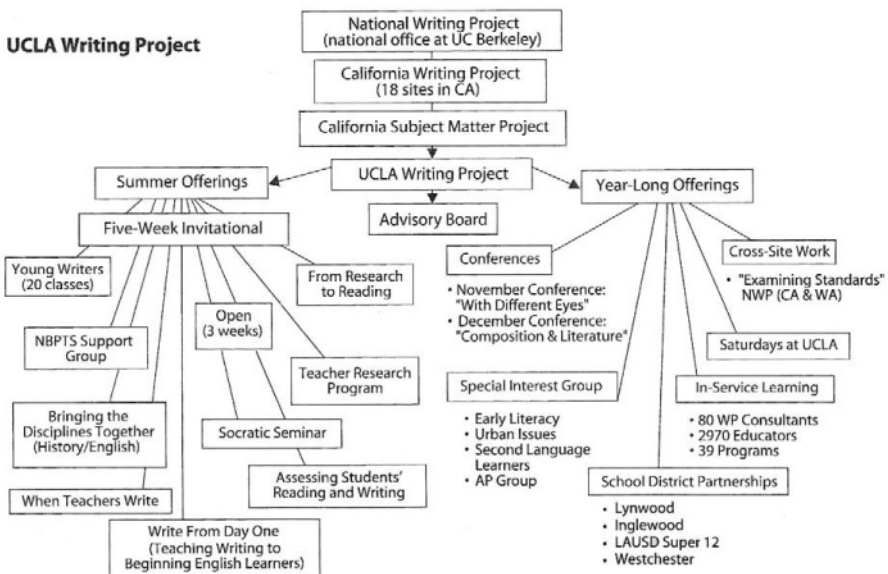 UCLA Writing Project
National Writing Project
(national office at UC Berkeley)
California Writing Project
(18 sites in CA)
California Subject Matter Project
UCLA Writing Project
Advisory Board
Summer Offerings
Five-Week Invitational
Young Writers
(20 classes)
From Research
to Reading
Open
(3 weeks)
NBPTS Support
Group
Teacher Research
Program
Bringing the
Disciplines Together
(History/English)
Socratic Seminar
Assessing Students'
Reading and Writing
When Teachers Write
Write From Day One
(Teaching Writing to
Beginning English Learners)
Year-Long Offerings
Conferences
• November Conference:
"With Different Eyes"
• December Conference:
"Composition & Literature"
Cross-Site Work
• "Examining Standards"
NWP (CA & WA)
Saturdays at UCLA
Special Interest Group
• Early Literacy
• Urban Issues
• Second Language
Learners
• AP Group
In-Service Learning
• 80 WP Consultants
• 2970 Educators
• 39 Programs
School District Partnerships
• Lynwood
• Inglewood
• LAUSD Super 12
• Westchester